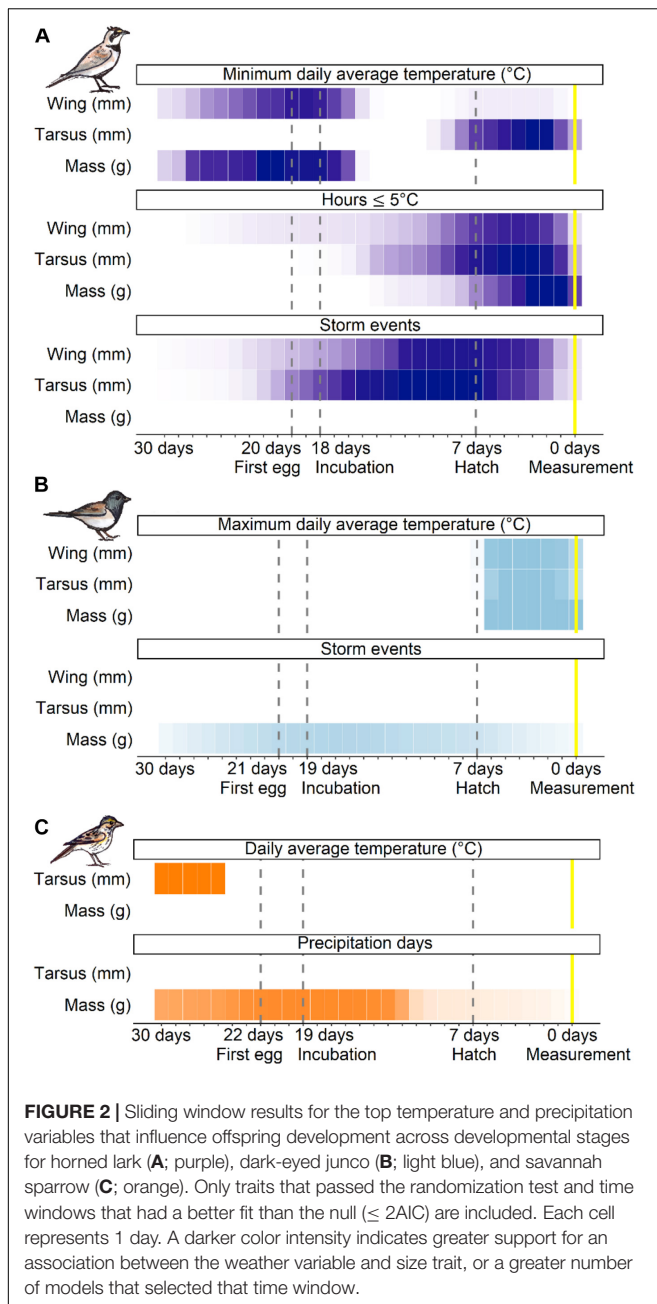 A
Minimum daily average temperature (°C)
Wing (mm)
Tarsus (mm)
Mass (g)
Hours ≤ 5°C
Wing (mm)
Tarsus (mm)
Mass (g)
Storm events
Wing (mm)
Tarsus (mm)
Mass (g)
30 days 20 days 18 days 7 days 0 days
First egg Incubation Hatch Measurement
B
Maximum daily average temperature (°C)
Wing (mm)
Tarsus (mm)
Mass (g)
Storm events
Wing (mm)
Tarsus (mm)
Mass (g)
30 days 21 days 19 days 7 days 0 days
First egg Incubation Hatch Measurement
C
Daily average temperature (°C)
Tarsus (mm)
Mass (g)
Precipitation days
Tarsus (mm)
Mass (g)
30 days 22 days 19 days 7 days 0 days
First egg Incubation Hatch Measurement
FIGURE 2 | Sliding window results for the top temperature and precipitation
variables that influence offspring development across developmental stages
for horned lark (A; purple), dark-eyed junco (B; light blue), and savannah
sparrow (C; orange). Only traits that passed the randomization test and time
windows that had a better fit than the null (≤ 2AIC) are included. Each cell
represents 1 day. A darker color intensity indicates greater support for an
association between the weather variable and size trait, or a greater number
of models that selected that time window.